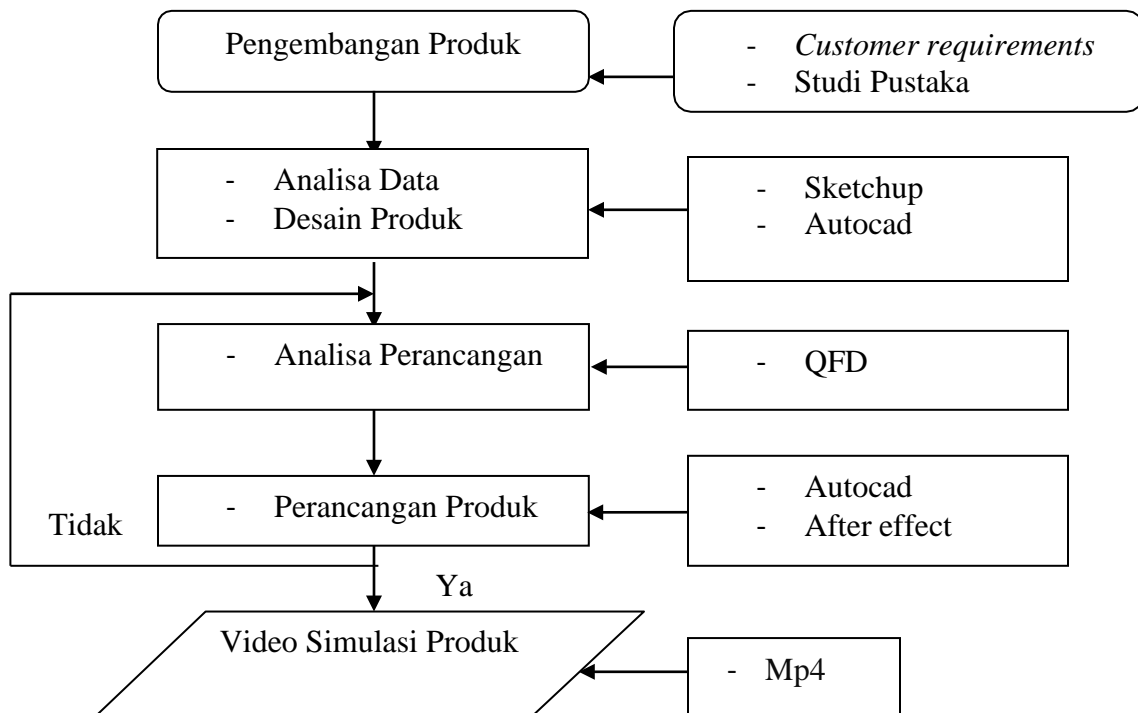 Pengembangan Produk
- Customer requirements
- Studi Pustaka
- Analisa Data
- Desain Produk
- Sketchup
- Autocad
- Analisa Perancangan
- QFD
- Perancangan Produk
- Autocad
- After effect
Tidak
Ya
Video Simulasi Produk
- Mp4